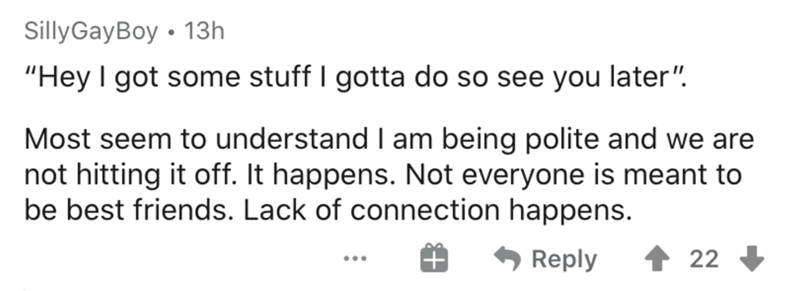 SillyGayBoy • 13h
“Hey I got some stuff I gotta do so see you later”.
Most seem to understand I am being polite and we are
not hitting it off. It happens. Not everyone is meant to
be best friends. Lack of connection happens.
... Reply 22